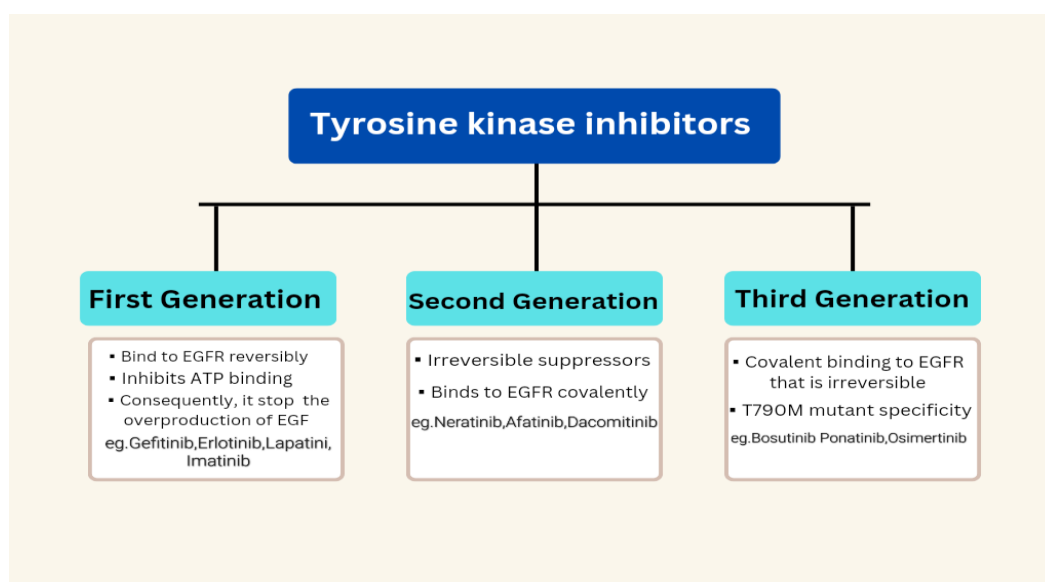 Tyrosine kinase inhibitors
First Generation
▪ Bind to EGFR reversibly
▪ Inhibits ATP binding
▪ Consequently, it stop the
overproduction of EGF
eg.Gefitinib,Erlotinib,Lapatini,
Imatinib
Second Generation
▪ Irreversible suppressors
▪ Binds to EGFR covalently
eg.Neratinib,Afatinib,Dacomitinib
Third Generation
▪ Covalent binding to EGFR
that is irreversible
▪ T790M mutant specificity
eg.Bosutinib Ponatinib,Osimertinib